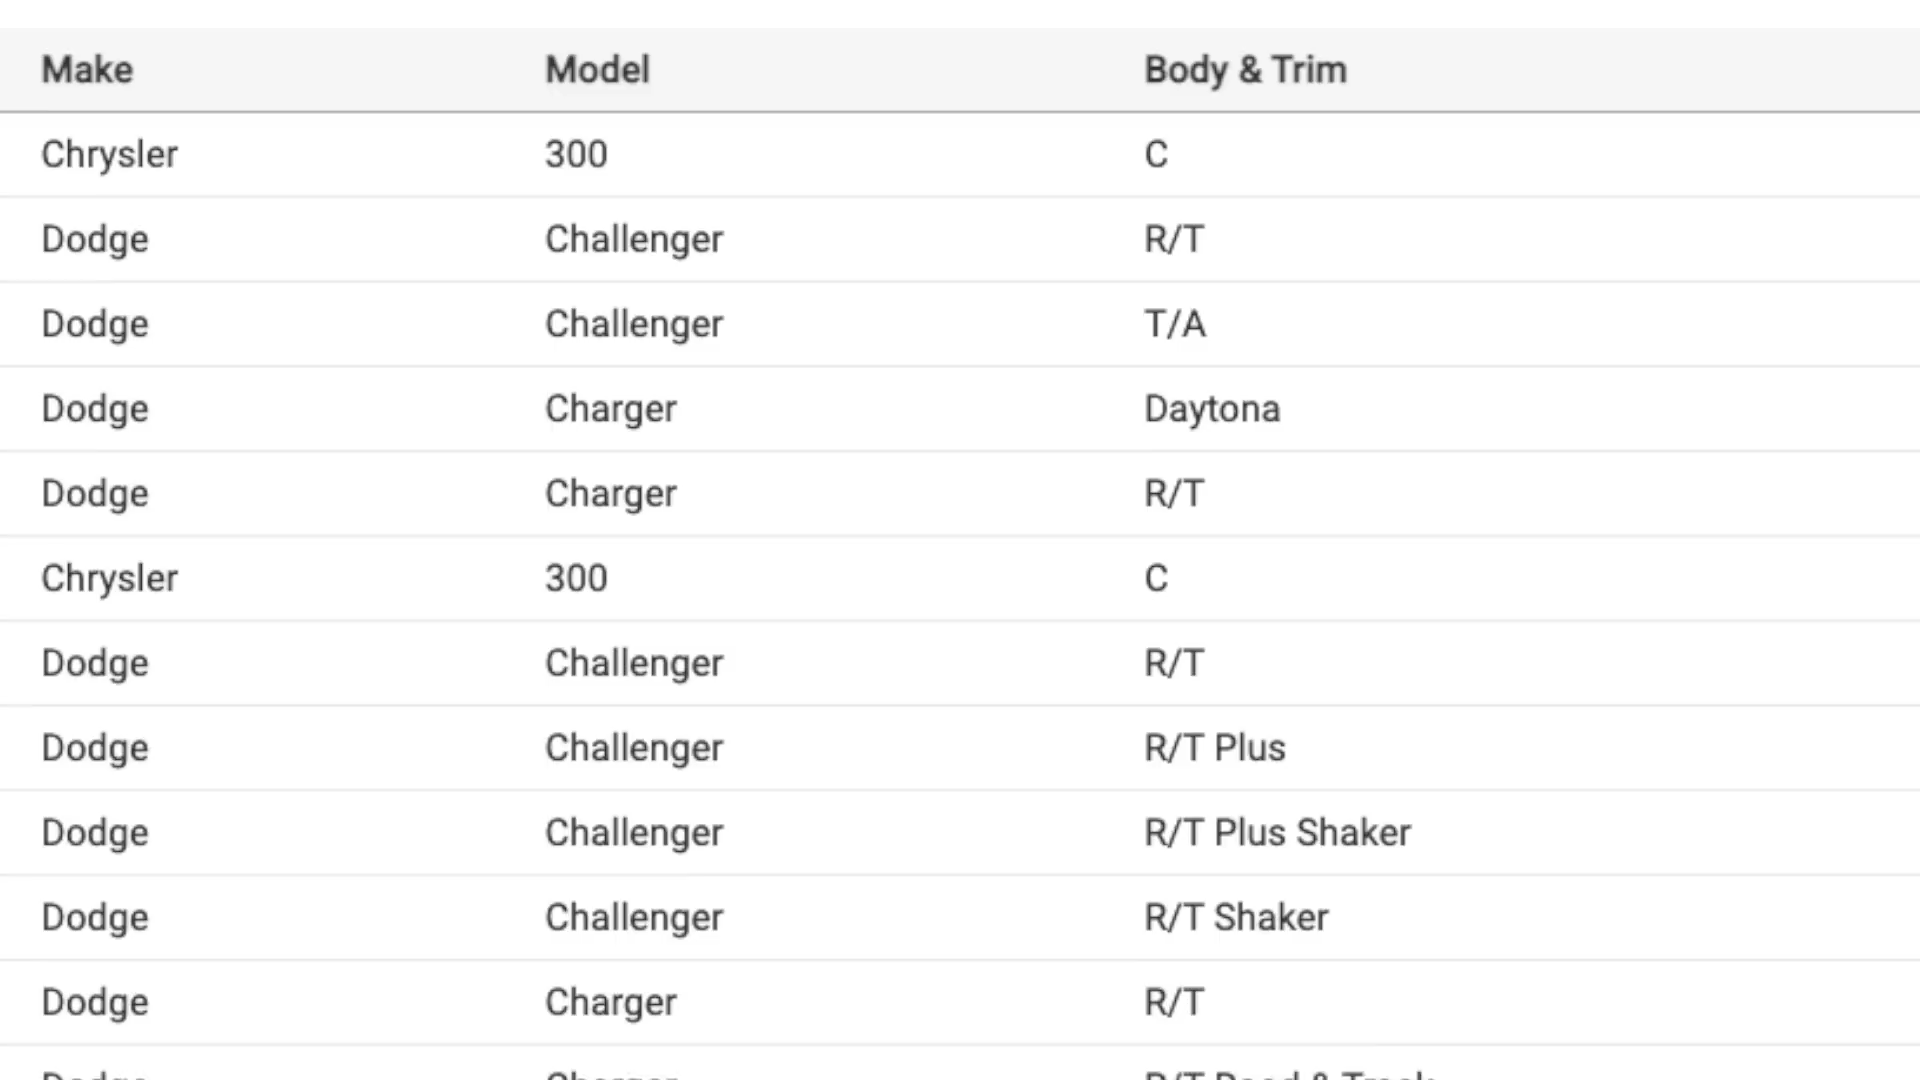 Make Model Body & Trim
Chrysler 300 C
Dodge Challenger R/T
Dodge Challenger T/A
Dodge Charger Daytona
Dodge Charger R/T
Chrysler 300 C
Dodge Challenger R/T
Dodge Challenger R/T Plus
Dodge Challenger R/T Plus Shaker
Dodge Challenger R/T Shaker
Dodge Charger R/T
Dodge Charger R/T Road & Track